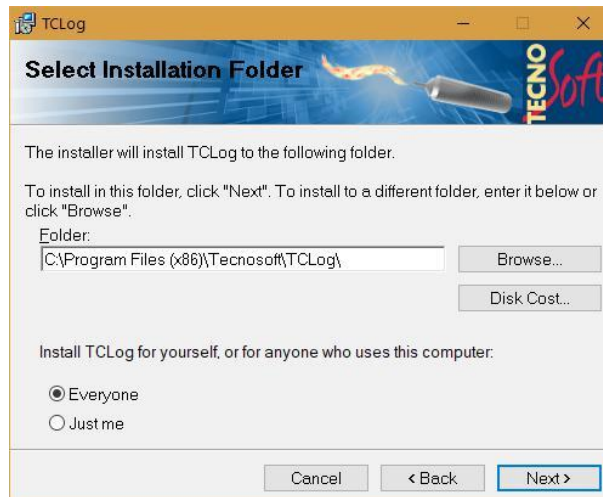 TCLog
Select Installation Folder
TECNO
Soft
The installer will install TCLog to the following folder.
To install in this folder, click "Next". To install to a different folder, enter it below or
click "Browse".
Folder:
C:\Program Files (x86)\Tecnosoft\TCLog\
Browse...
Disk Cost...
Install TCLog for yourself, or for anyone who uses this computer:
Everyone
Just me
Cancel
< Back
Next >